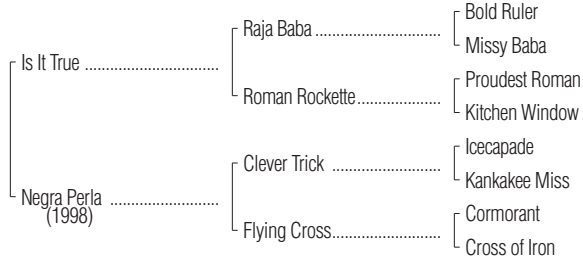 Bold Ruler
Raja Baba
Missy Baba
Is It True
Proudest Roman
Roman Rockette
Kitchen Window
Icecapade
Clever Trick
Kankakee Miss
Negra Perla
(1998)
Cormorant
Flying Cross
Cross of Iron